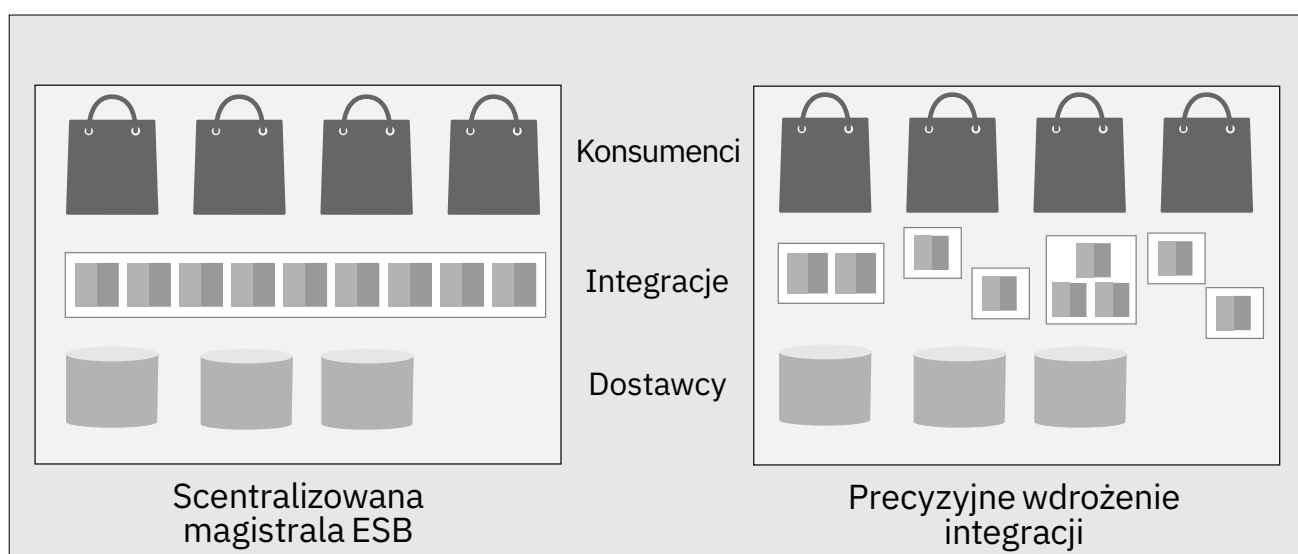 Konsumenci
Integracje
Dostawcy
Scentralizowana
magistrala ESB
Precyzyjne wdrożenie
integracji